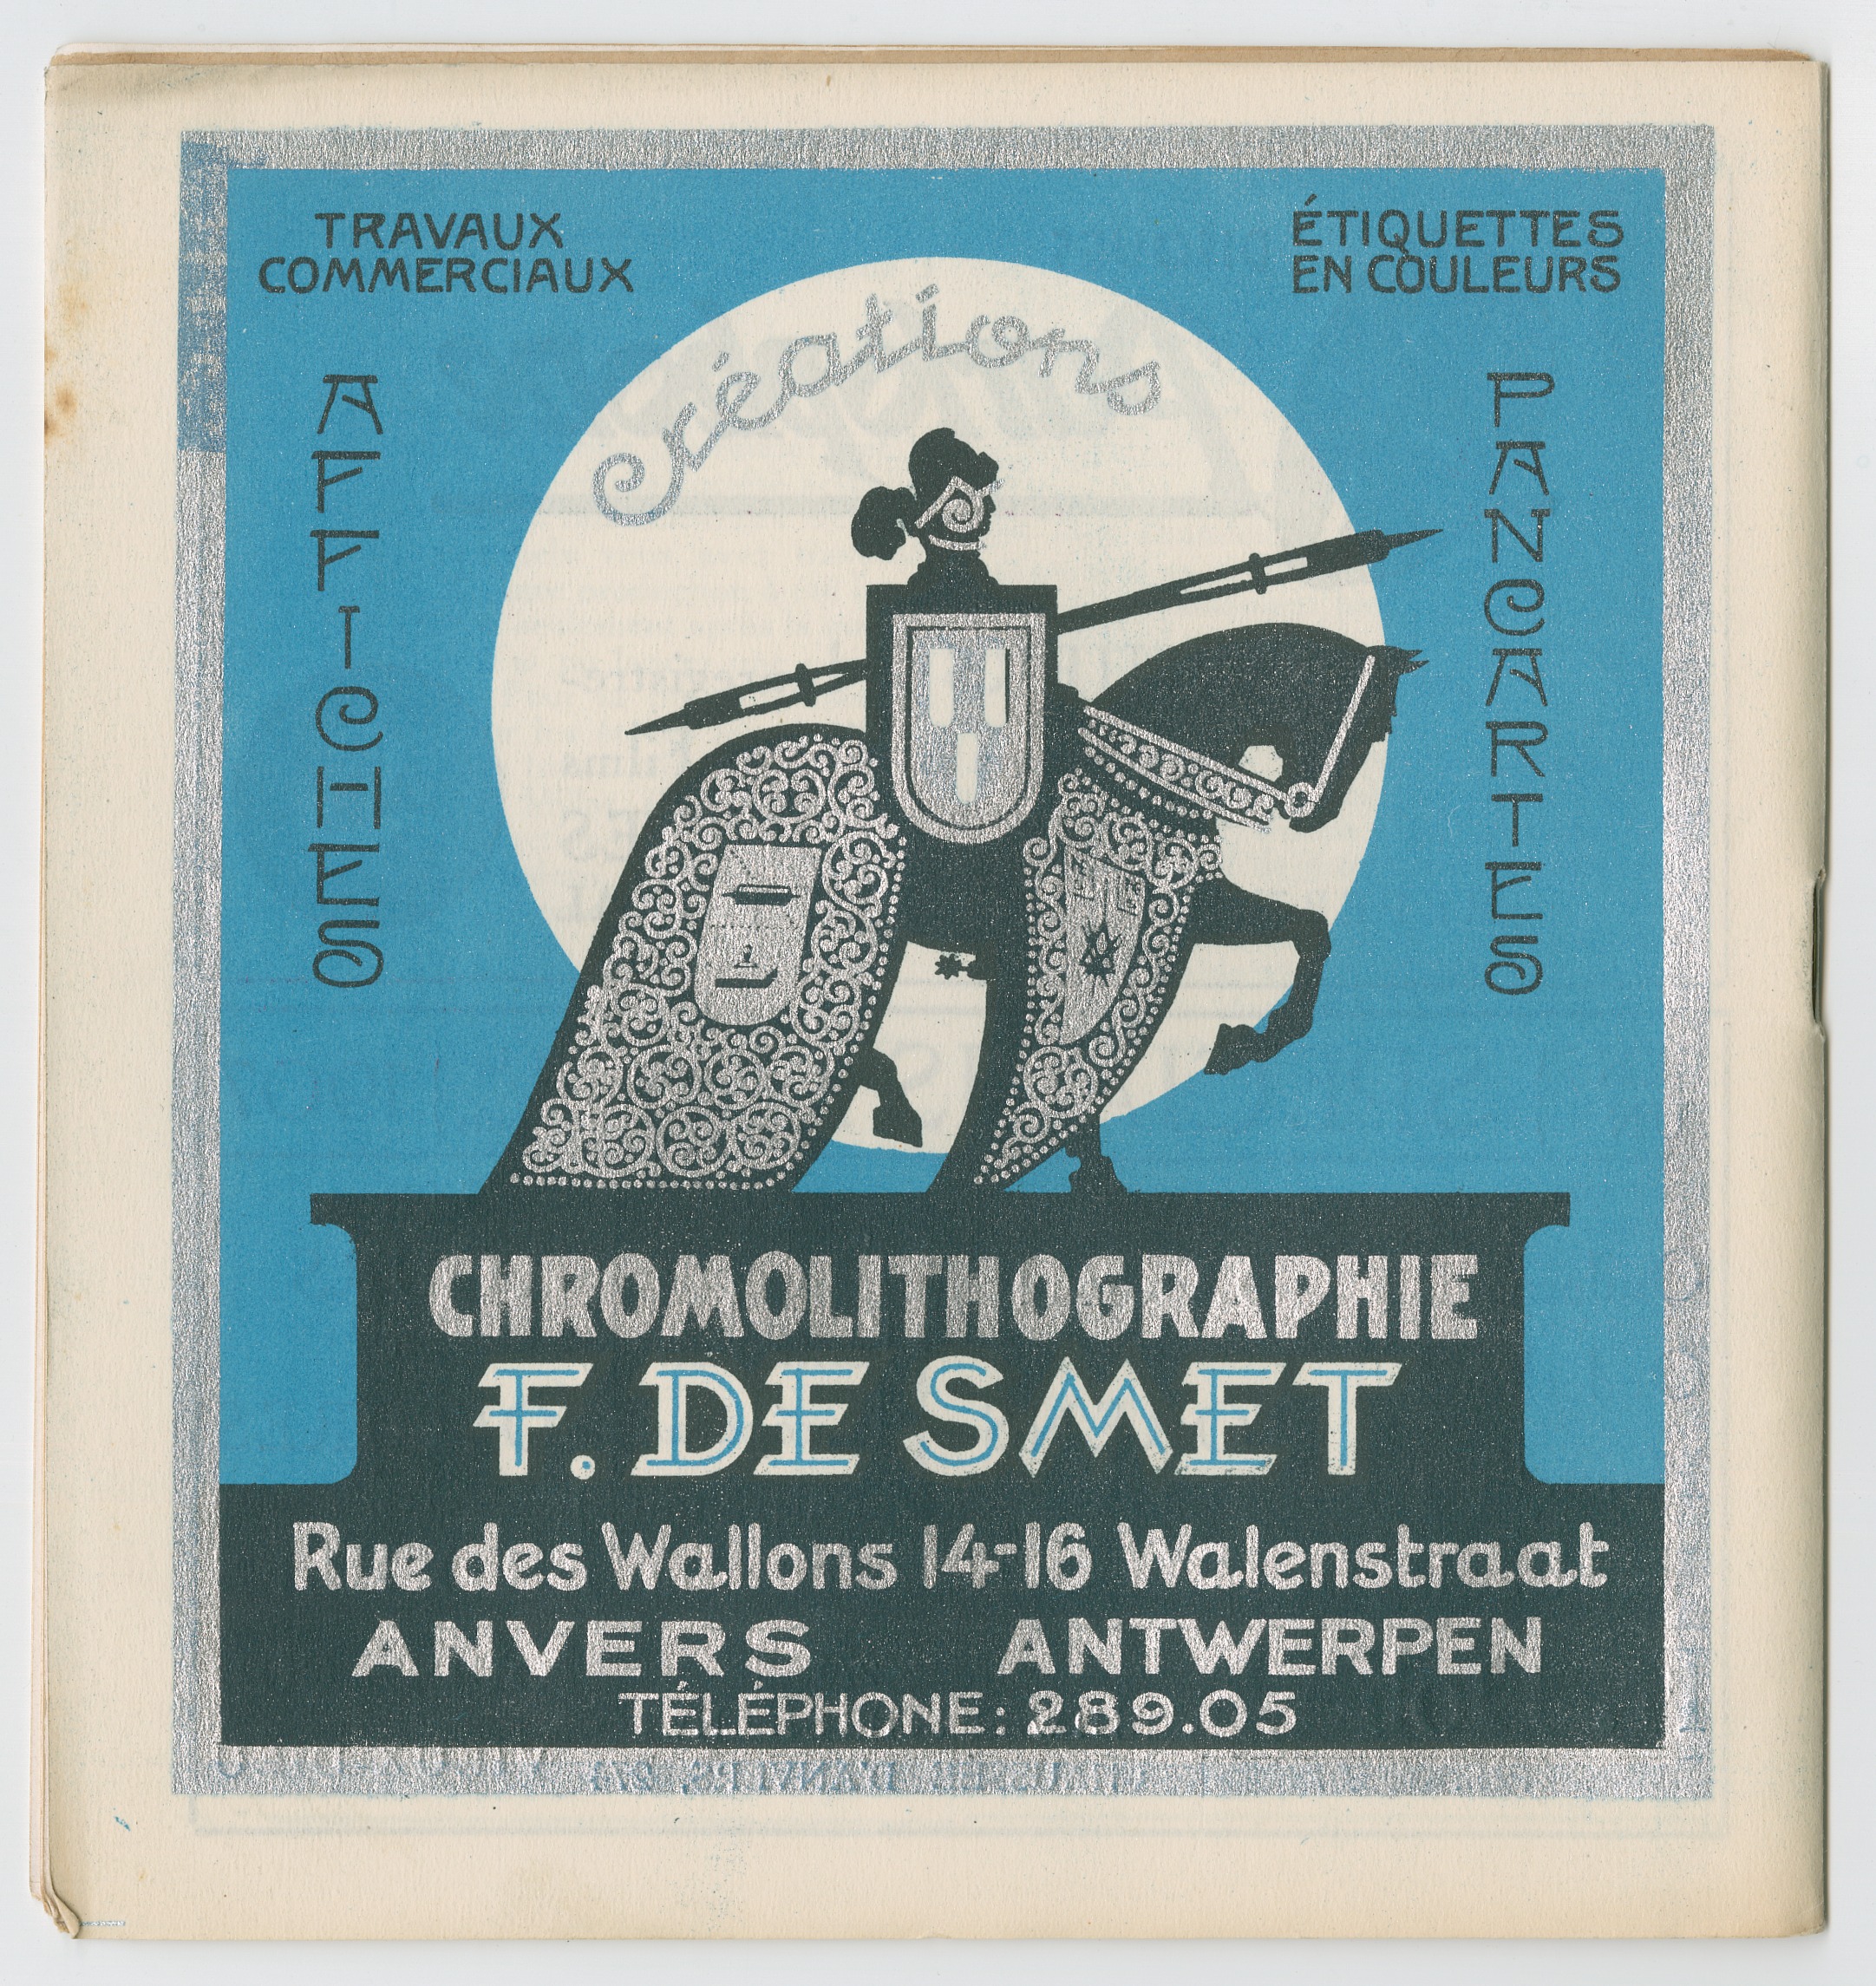 TRAVAUX
COMMERCIAUX
ÉTIQUETTES
EN COULEURS
Créations
AFFICHES
PANCARTES
CHROMOLITHOGRAPHIE
F. DE SMET
Rue des Wallons 14-16 Walenstraat
ANVERS ANTWERPEN
TÉLÉPHONE: 289.05